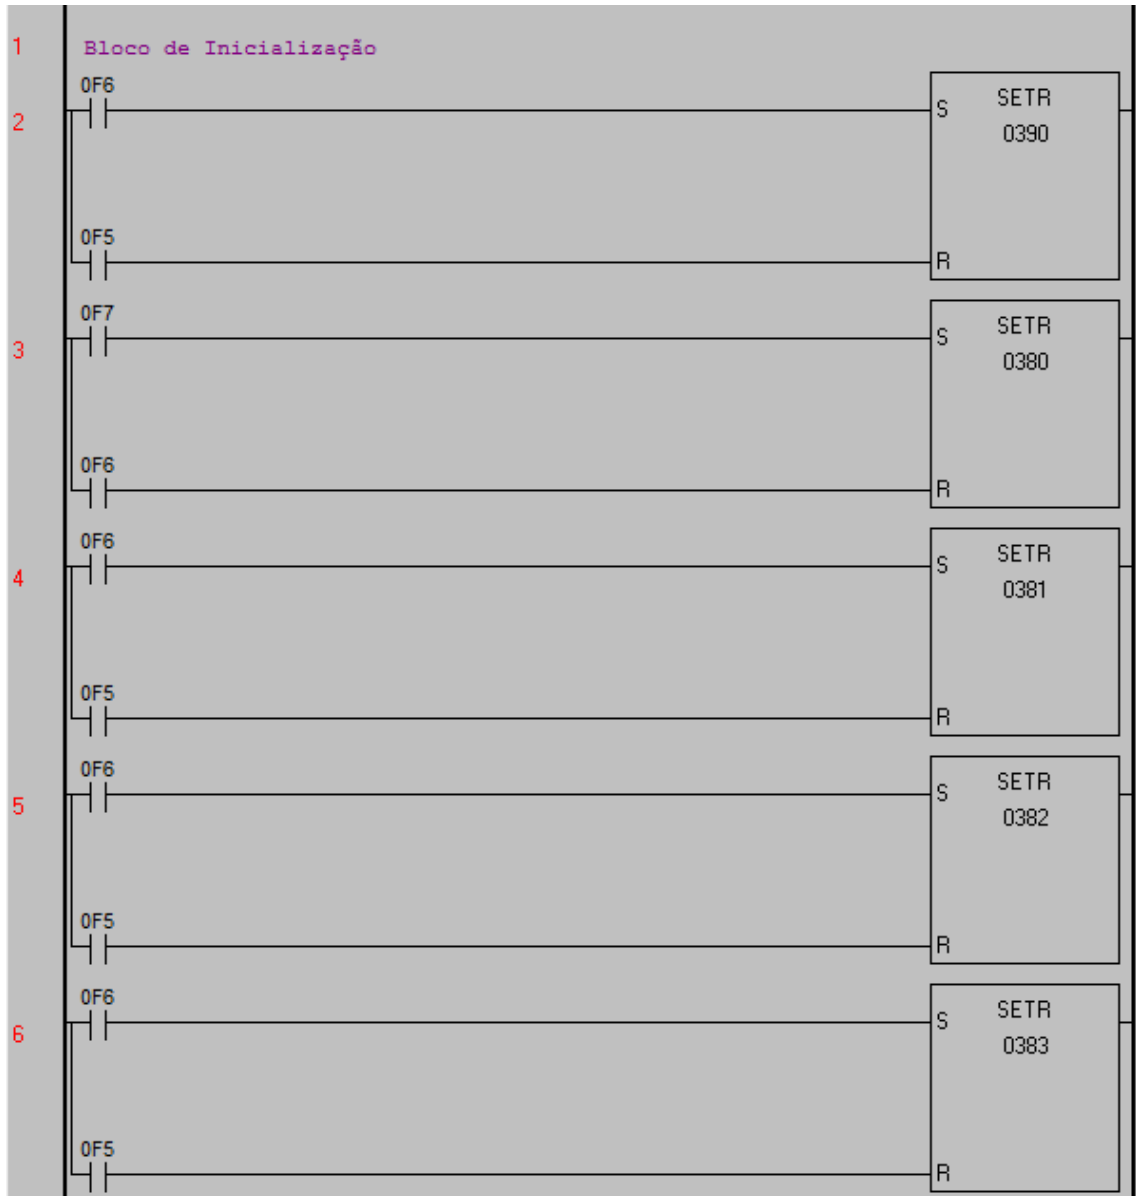 1 Bloco de Inicialização
0F6
S SETR
2
0390
0F5
R
0F7
S SETR
3
0380
0F6
R
0F6
S SETR
4
0381
0F5
R
0F6
S SETR
5
0382
0F5
R
0F6
S SETR
6
0383
0F5
R